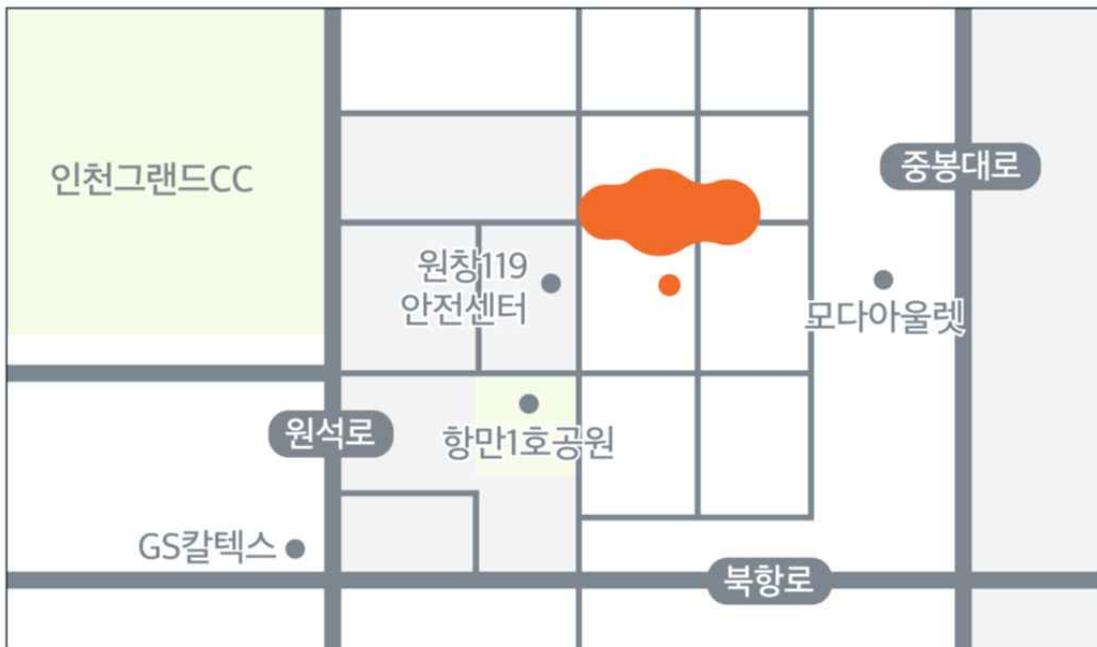 인천그랜드CC
중봉대로
원창119
안전센터
모다아울렛
원석로
항만1호공원
GS칼텍스
북항로